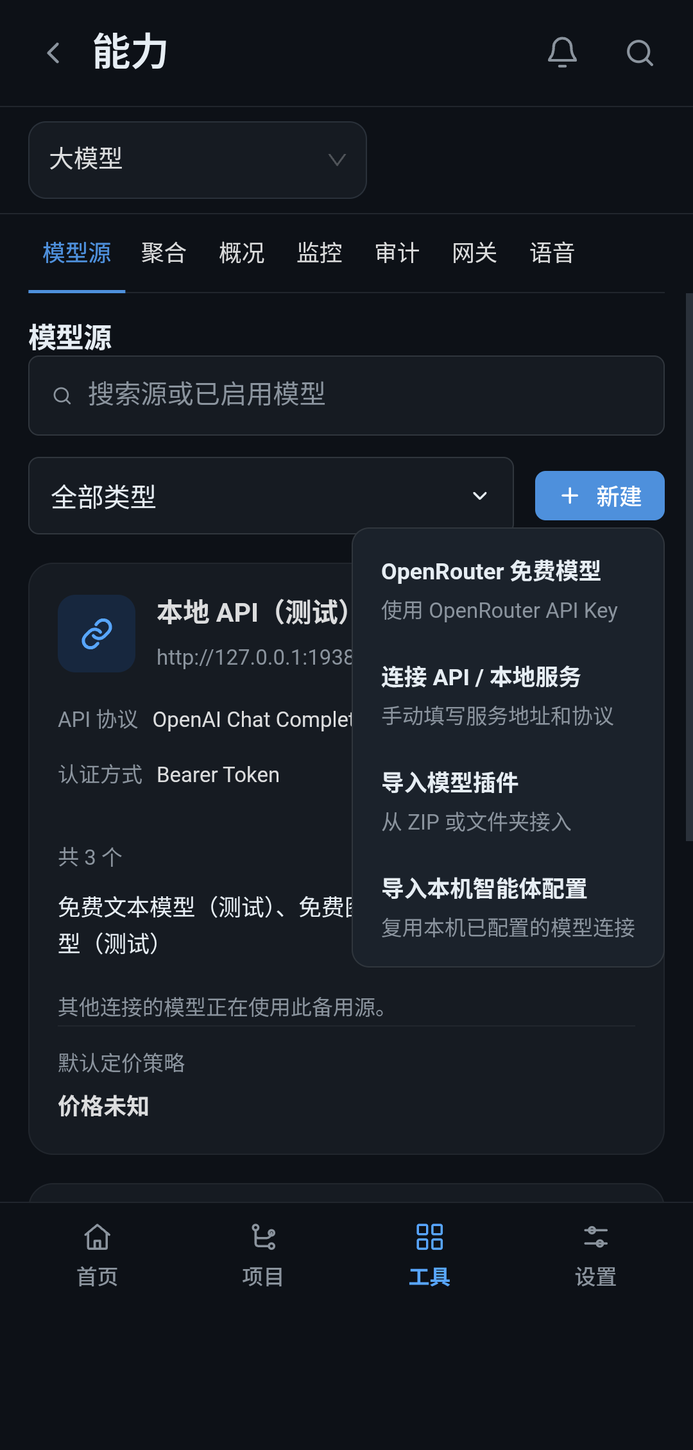 能力
大模型
模型源 聚合 概况 监控 审计 网关 语音
模型源
搜索源或已启用模型
全部类型
新建
OpenRouter 免费模型
使用 OpenRouter API Key
连接 API / 本地服务
手动填写服务地址和协议
导入模型插件
从 ZIP 或文件夹接入
导入本机智能体配置
复用本机已配置的模型连接
本地 API（测试）
http://127.0.0.1:1938
API 协议 OpenAI Chat Complet
认证方式 Bearer Token
共 3 个
免费文本模型（测试）、免费
型（测试）
其他连接的模型正在使用此备用源。
默认定价策略
价格未知
首页 项目 工具 设置